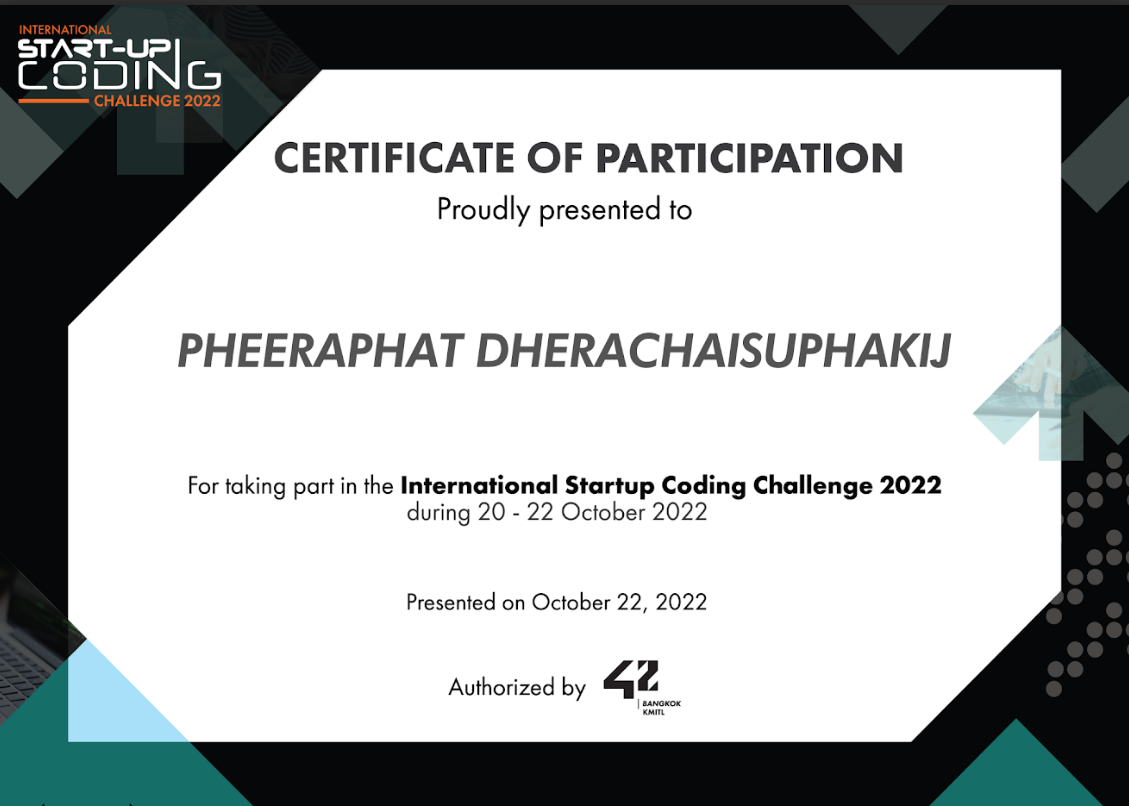 INTERNATIONAL
START-UP
CODING
CHALLENGE 2022
CERTIFICATE OF PARTICIPATION
Proudly presented to
PHEERAPHAT DHERACHAISUPHAKIJ
For taking part in the International Startup Coding Challenge 2022
during 20 - 22 October 2022
Presented on October 22, 2022
Authorized by 42
BANGKOK
KMITL